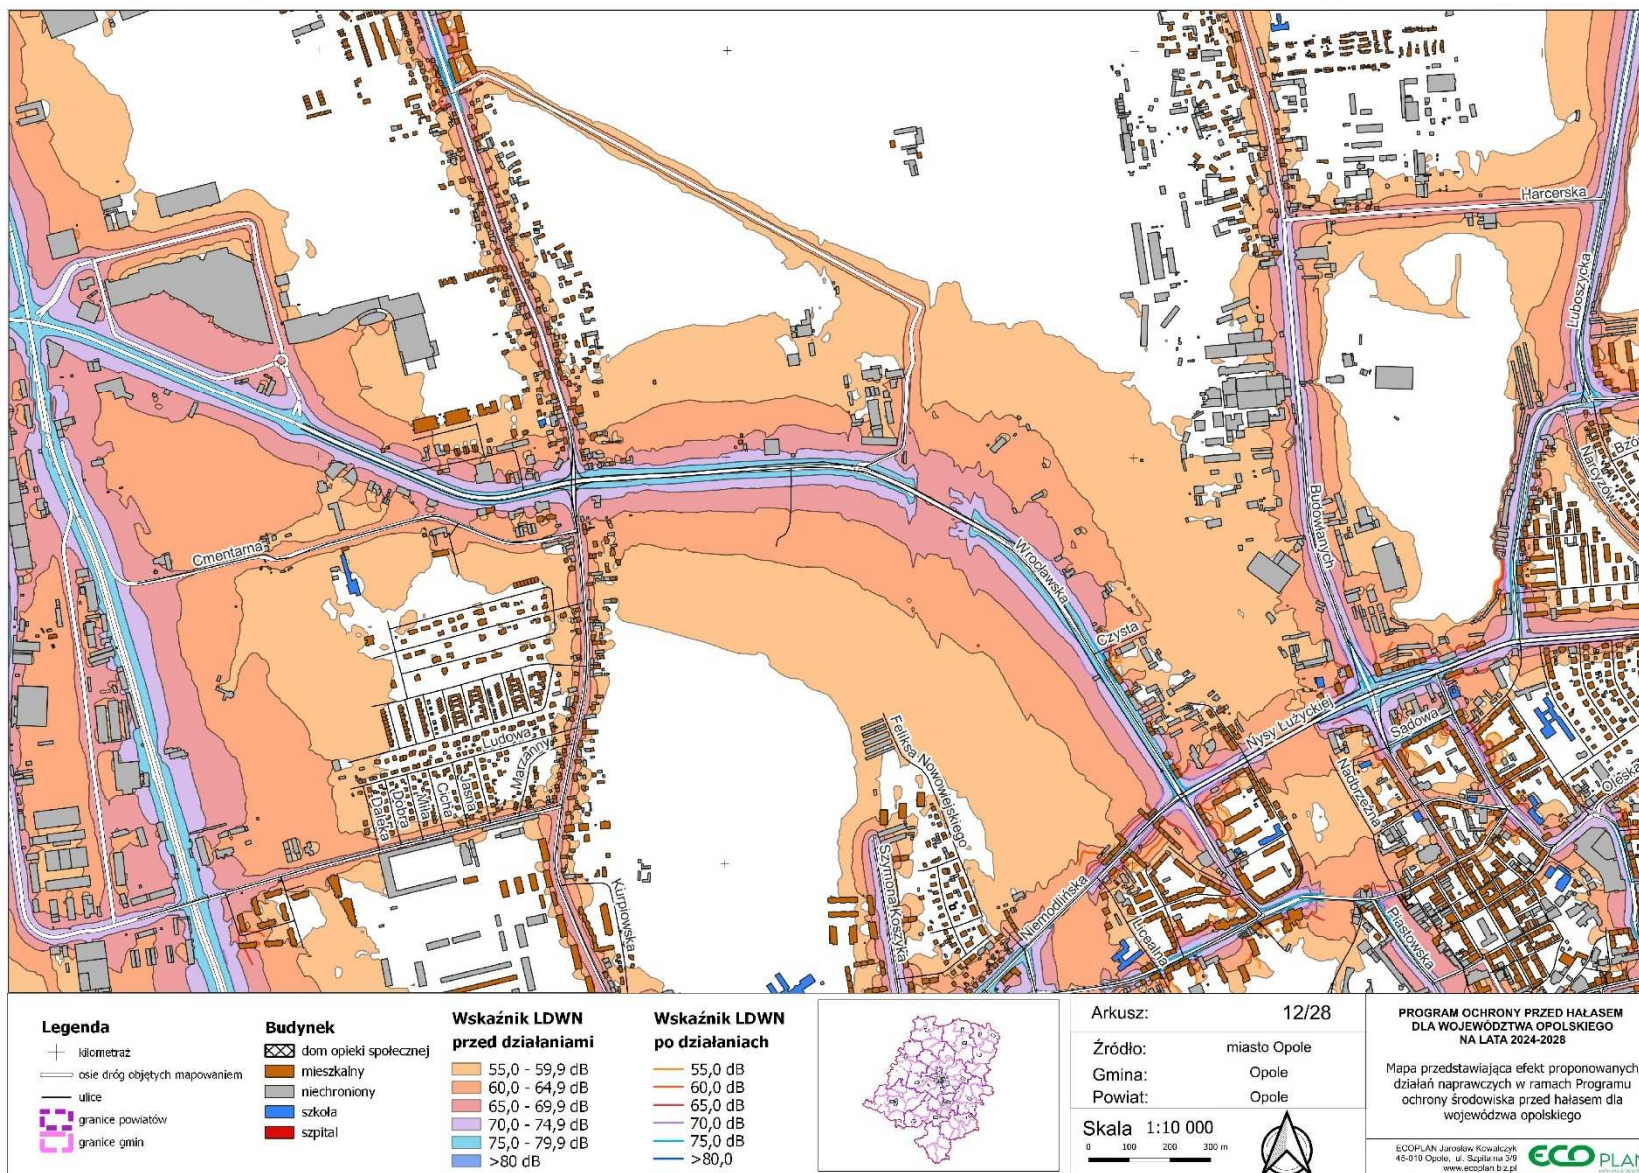 Harcerska
Luboszycka
Bzów
Narcyzów
Budowlanych
Cmentarna
Wrocławska
Czysta
Nysy Łużyckiej
Sadowa
Nadbrzeżna
Oleska
Feliksa Nowowiejskiego
Ludowa
Marzanny
Daleka
Dobra
Miła
Cicha
Jasna
Szymona Koszyka
Kurpiowska
Niemodlińska
Licealna
Piastowska
Legenda
kilometraż
osie dróg objętych mapowaniem
ulice
granice powiatów
granice gmin
Budynek
dom opieki społecznej
mieszkalny
niechroniony
szkoła
szpital
Wskaźnik LDWN
przed działaniami
55,0 - 59,9 dB
60,0 - 64,9 dB
65,0 - 69,9 dB
70,0 - 74,9 dB
75,0 - 79,9 dB
>80 dB
Wskaźnik LDWN
po działaniach
55,0 dB
60,0 dB
65,0 dB
70,0 dB
75,0 dB
>80,0
Arkusz: 12/28
Źródło: miasto Opole
Gmina: Opole
Powiat: Opole
Skala 1:10 000
0 100 200 300 m
PROGRAM OCHRONY PRZED HAŁASEM
DLA WOJEWÓDZTWA OPOLSKIEGO
NA LATA 2024-2028
Mapa przedstawiająca efekt proponowanych
działań naprawczych w ramach Programu
ochrony środowiska przed hałasem dla
województwa opolskiego
ECOPLAN Jarosław Kowalczyk
45-010 Opole, ul. Szpitalna 3/9
www.ecoplan.biz.pl
ECO PLAN